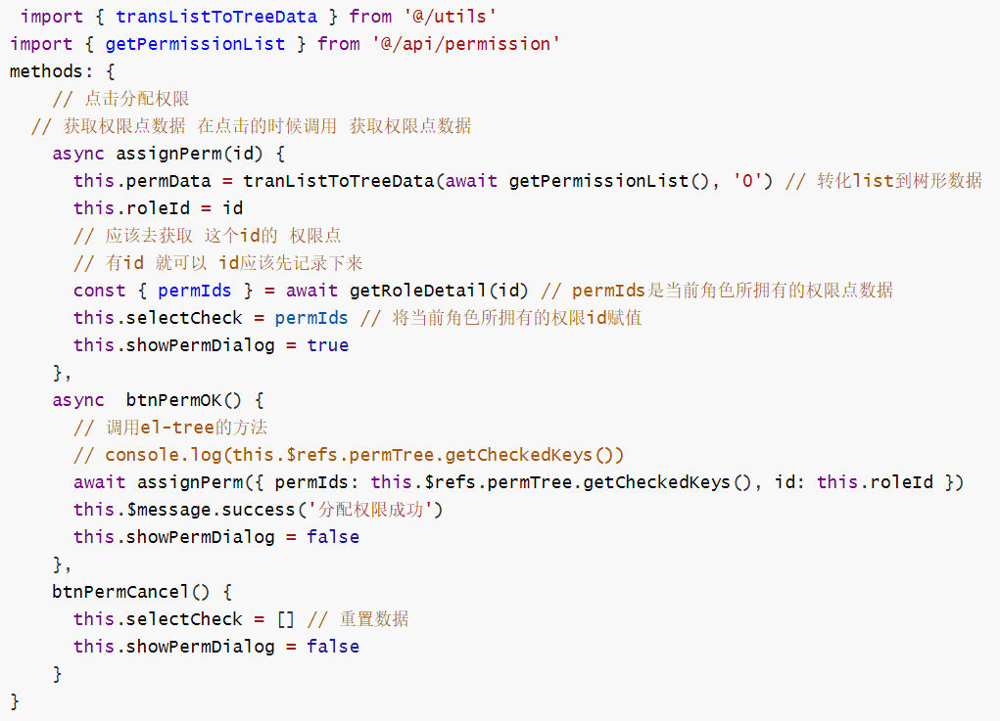 import { transListToTreeData } from '@/utils'
import { getPermissionList } from '@/api/permission'
methods: {
    // 点击分配权限
  // 获取权限点数据 在点击的时候调用 获取权限点数据
    async assignPerm(id) {
      this.permData = tranListToTreeData(await getPermissionList(), '0') // 转化list到树形数据
      this.roleId = id
      // 应该去获取 这个id的 权限点
      // 有id 就可以 id应该先记录下来
      const { permIds } = await getRoleDetail(id) // permIds是当前角色所拥有的权限点数据
      this.selectCheck = permIds // 将当前角色所拥有的权限id赋值
      this.showPermDialog = true
    },
    async  btnPermOK() {
      // 调用el-tree的方法
      // console.log(this.$refs.permTree.getCheckedKeys())
      await assignPerm({ permIds: this.$refs.permTree.getCheckedKeys(), id: this.roleId })
      this.$message.success('分配权限成功')
      this.showPermDialog = false
    },
    btnPermCancel() {
      this.selectCheck = [] // 重置数据
      this.showPermDialog = false
    }
}